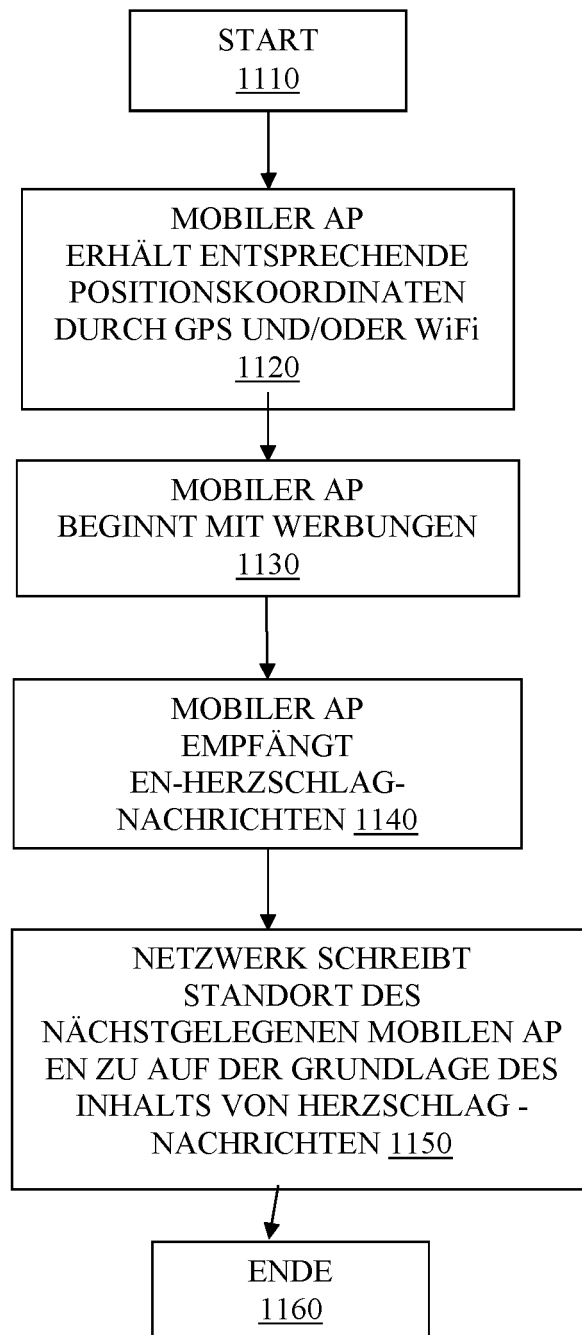 START
1110
MOBILER AP
ERHÄLT ENTSPRECHENDE
POSITIONSKOORDINATEN
DURCH GPS UND/ODER WiFi
1120
MOBILER AP
BEGINNT MIT WERBUNGEN
1130
MOBILER AP
EMPFÄNGT
EN-HERZSCHLAG-
NACHRICHTEN 1140
NETZWERK SCHREIBT
STANDORT DES
NÄCHSTGELEGENEN MOBILEN AP
EN ZU AUF DER GRUNDLAGE DES
INHALTS VON HERZSCHLAG -
NACHRICHTEN 1150
ENDE
1160